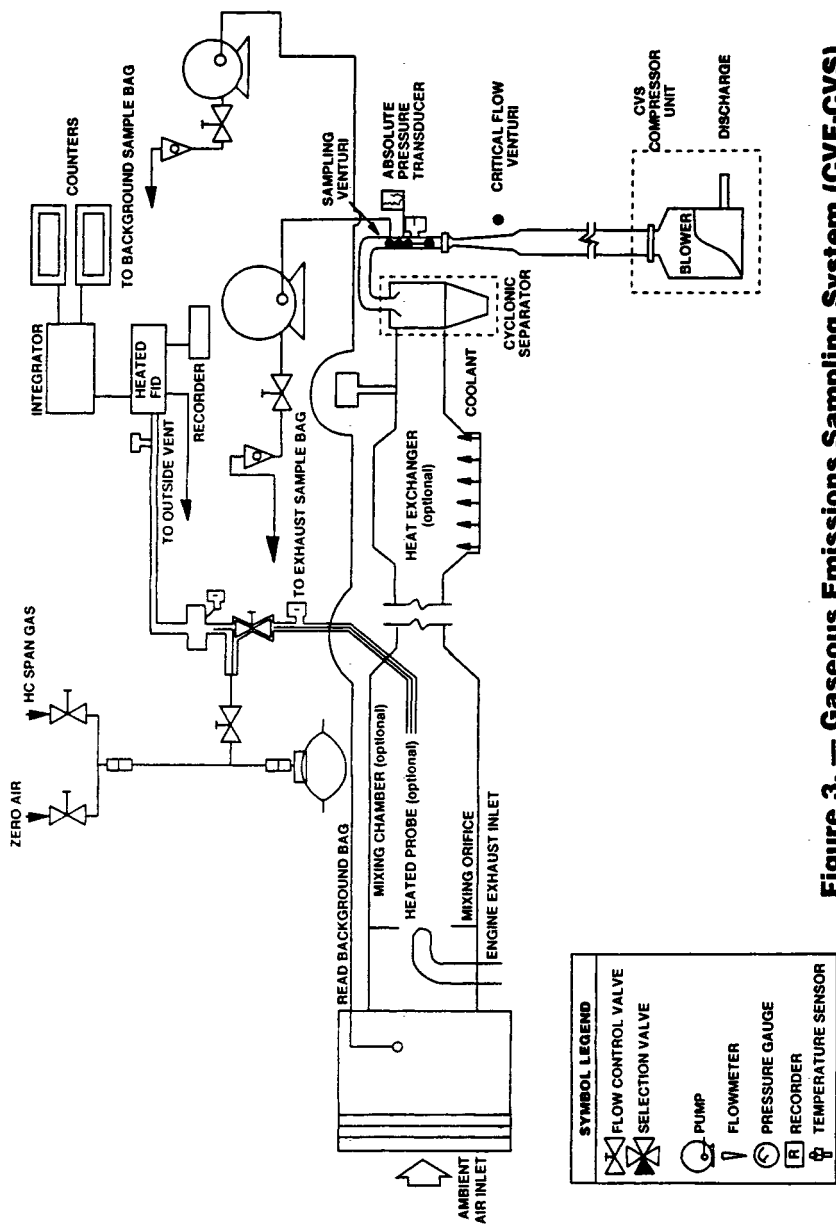 ZERO AIR
HC SPAN GAS
INTEGRATOR
COUNTERS
HEATED
FID
RECORDER
TO OUTSIDE VENT
TO BACKGROUND SAMPLE BAG
TO EXHAUST SAMPLE BAG
SAMPLING
VENTURI
ABSOLUTE
PRESSURE
TRANSDUCER
CRITICAL FLOW
VENTURI
CVS
COMPRESSOR
UNIT
BLOWER
DISCHARGE
CYCLONIC
SEPARATOR
COOLANT
HEAT EXCHANGER
(optional)
READ BACKGROUND BAG
MIXING CHAMBER (optional)
HEATED PROBE (optional)
MIXING ORIFICE
ENGINE EXHAUST INLET
AMBIENT
AIR INLET
SYMBOL LEGEND
FLOW CONTROL VALVE
SELECTION VALVE
PUMP
FLOWMETER
PRESSURE GAUGE
R RECORDER
TEMPERATURE SENSOR
Figure 3. — Gaseous Emissions Sampling System (CVF-CVS)